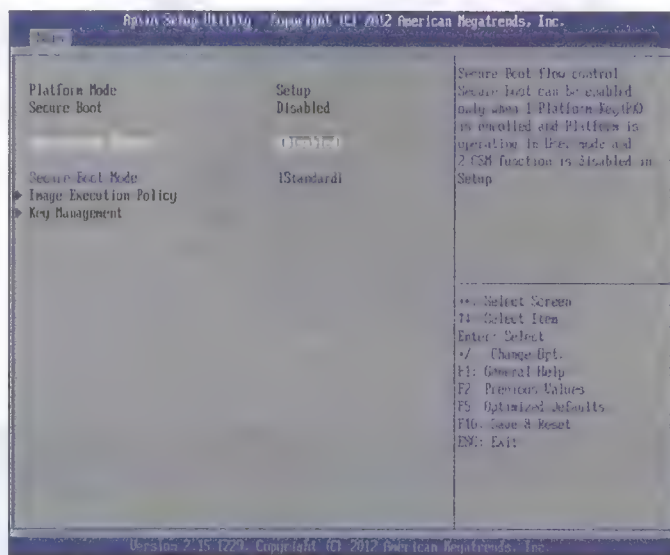 Aptio Setup Utility - Copyright (C) 2012 American Megatrends, Inc.
Platform Mode Setup
Secure Boot Disabled
Secure Boot Mode [Standard]
Image Execution Policy
Key Management
Secure Boot flow control
Secure boot can be enabled
only when 1 Platform Key(PK)
is enrolled and Platform is
operating in User mode and
2 CSM function is disabled in
Setup
Select Screen
Select Item
Enter: Select
+/ Change Opt.
F1: General Help
F2 Previous Values
F5 Optimized Defaults
F10. Save & Reset
ESC: Exit
Version 2.15.1229. Copyright (C) 2012 American Megatrends, Inc.